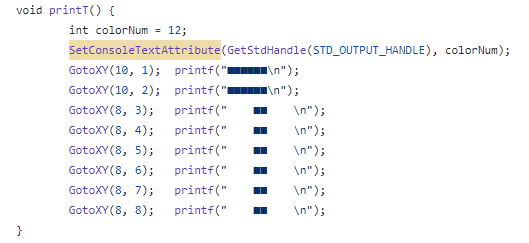 void printT() {
int colorNum = 12;
SetConsoleTextAttribute(GetStdHandle(STD_OUTPUT_HANDLE), colorNum);
GotoXY(10, 1);  printf("■■■■■■\n");
GotoXY(10, 2);  printf("■■■■■■\n");
GotoXY(8, 3);   printf("    ■■    \n");
GotoXY(8, 4);   printf("    ■■    \n");
GotoXY(8, 5);   printf("    ■■    \n");
GotoXY(8, 6);   printf("    ■■    \n");
GotoXY(8, 7);   printf("    ■■    \n");
GotoXY(8, 8);   printf("    ■■    \n");
}